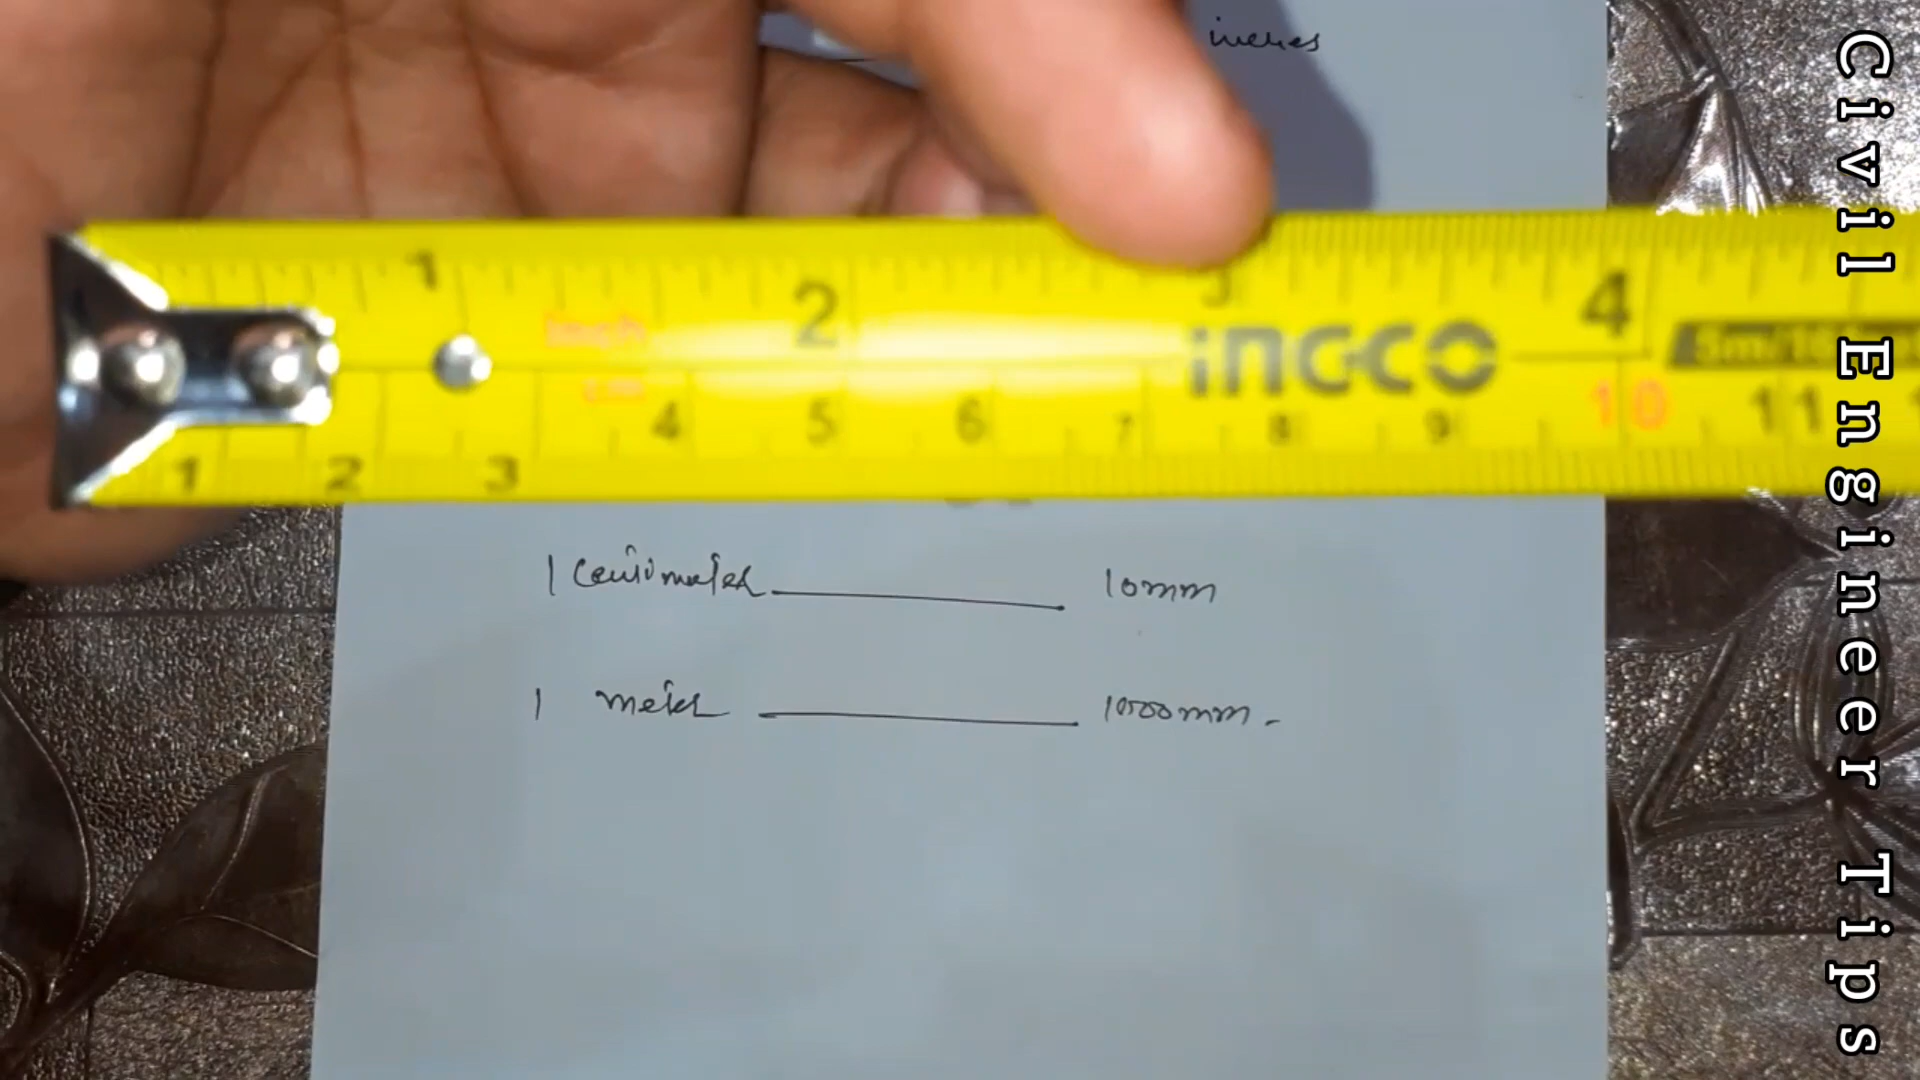 inches
1 2 3 4
inch
cm
INGCO
1 2 3 4 5 6 7 8 9 10 11
1 Centimeter 10mm
1 meter 1000mm
Civil Engineer Tips